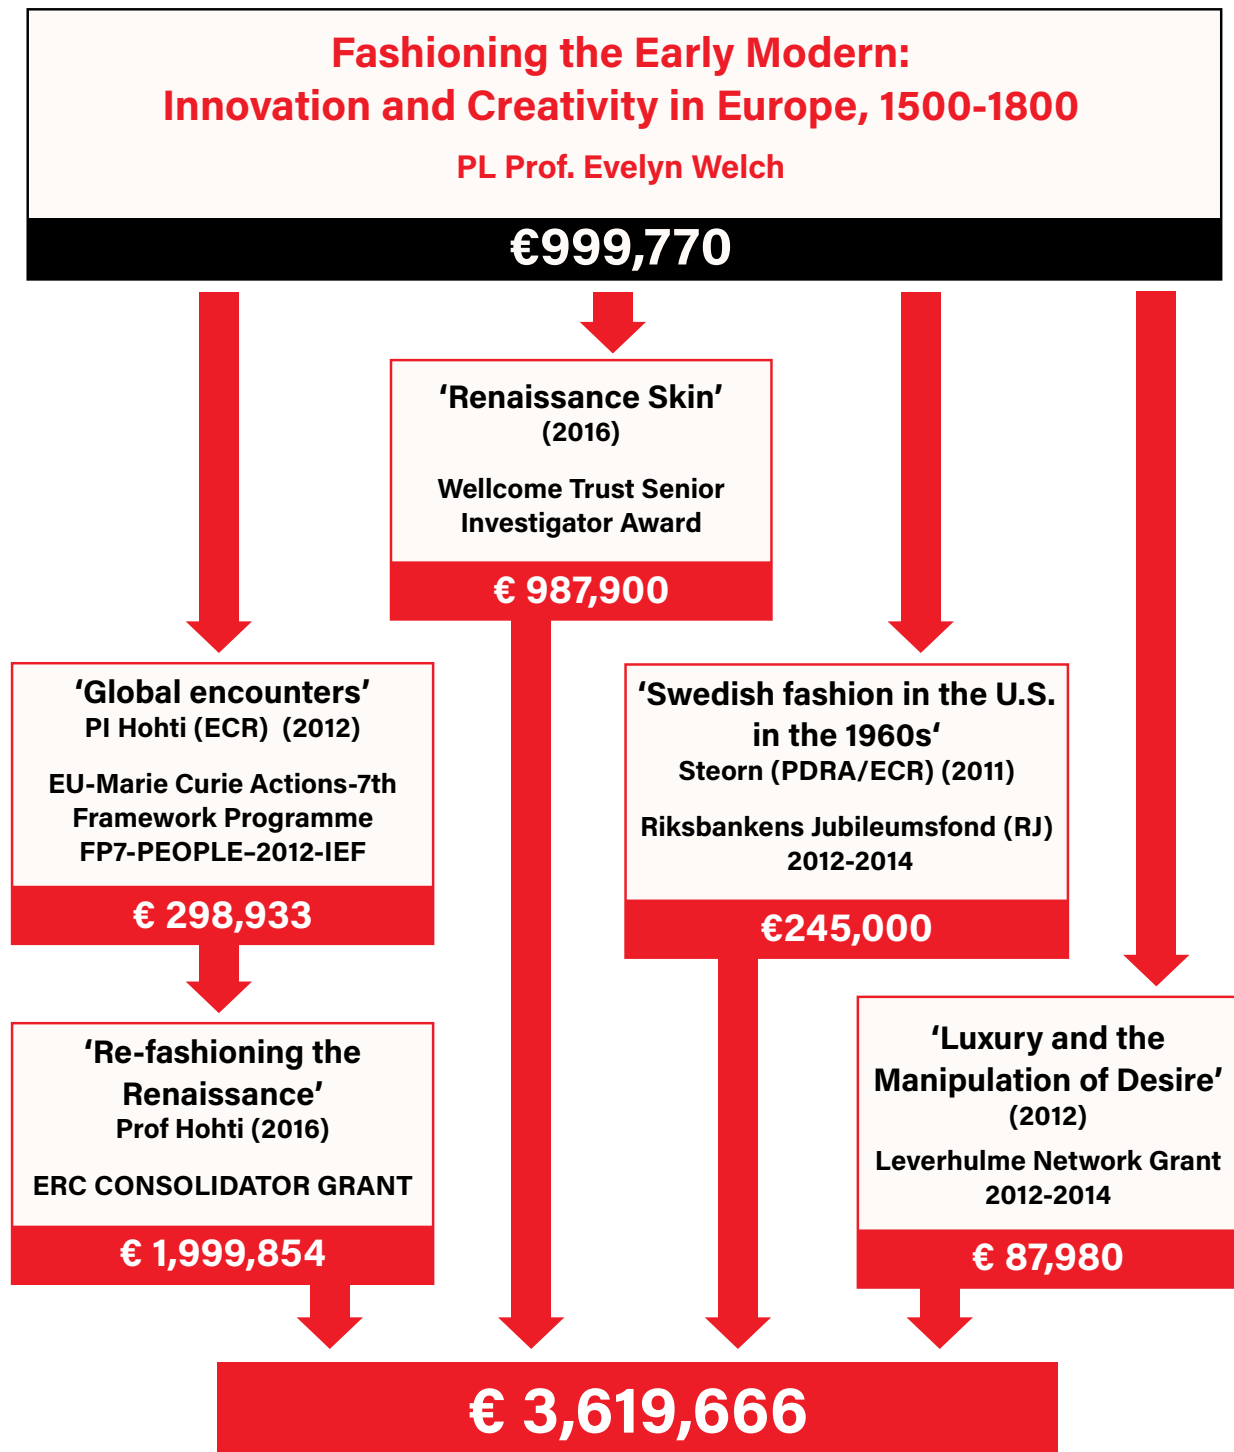 Fashioning the Early Modern:
Innovation and Creativity in Europe, 1500-1800
PL Prof. Evelyn Welch
€999,770
‘Renaissance Skin’
(2016)
Wellcome Trust Senior
Investigator Award
€ 987,900
‘Global encounters’
PI Hohti (ECR) (2012)
EU-Marie Curie Actions-7th
Framework Programme
FP7-PEOPLE–2012-IEF
€ 298,933
‘Swedish fashion in the U.S.
in the 1960s‘
Steorn (PDRA/ECR) (2011)
Riksbankens Jubileumsfond (RJ)
2012-2014
€245,000
‘Re-fashioning the
Renaissance’
Prof Hohti (2016)
ERC CONSOLIDATOR GRANT
€ 1,999,854
‘Luxury and the
Manipulation of Desire’
(2012)
Leverhulme Network Grant
2012-2014
€ 87,980
€ 3,619,666